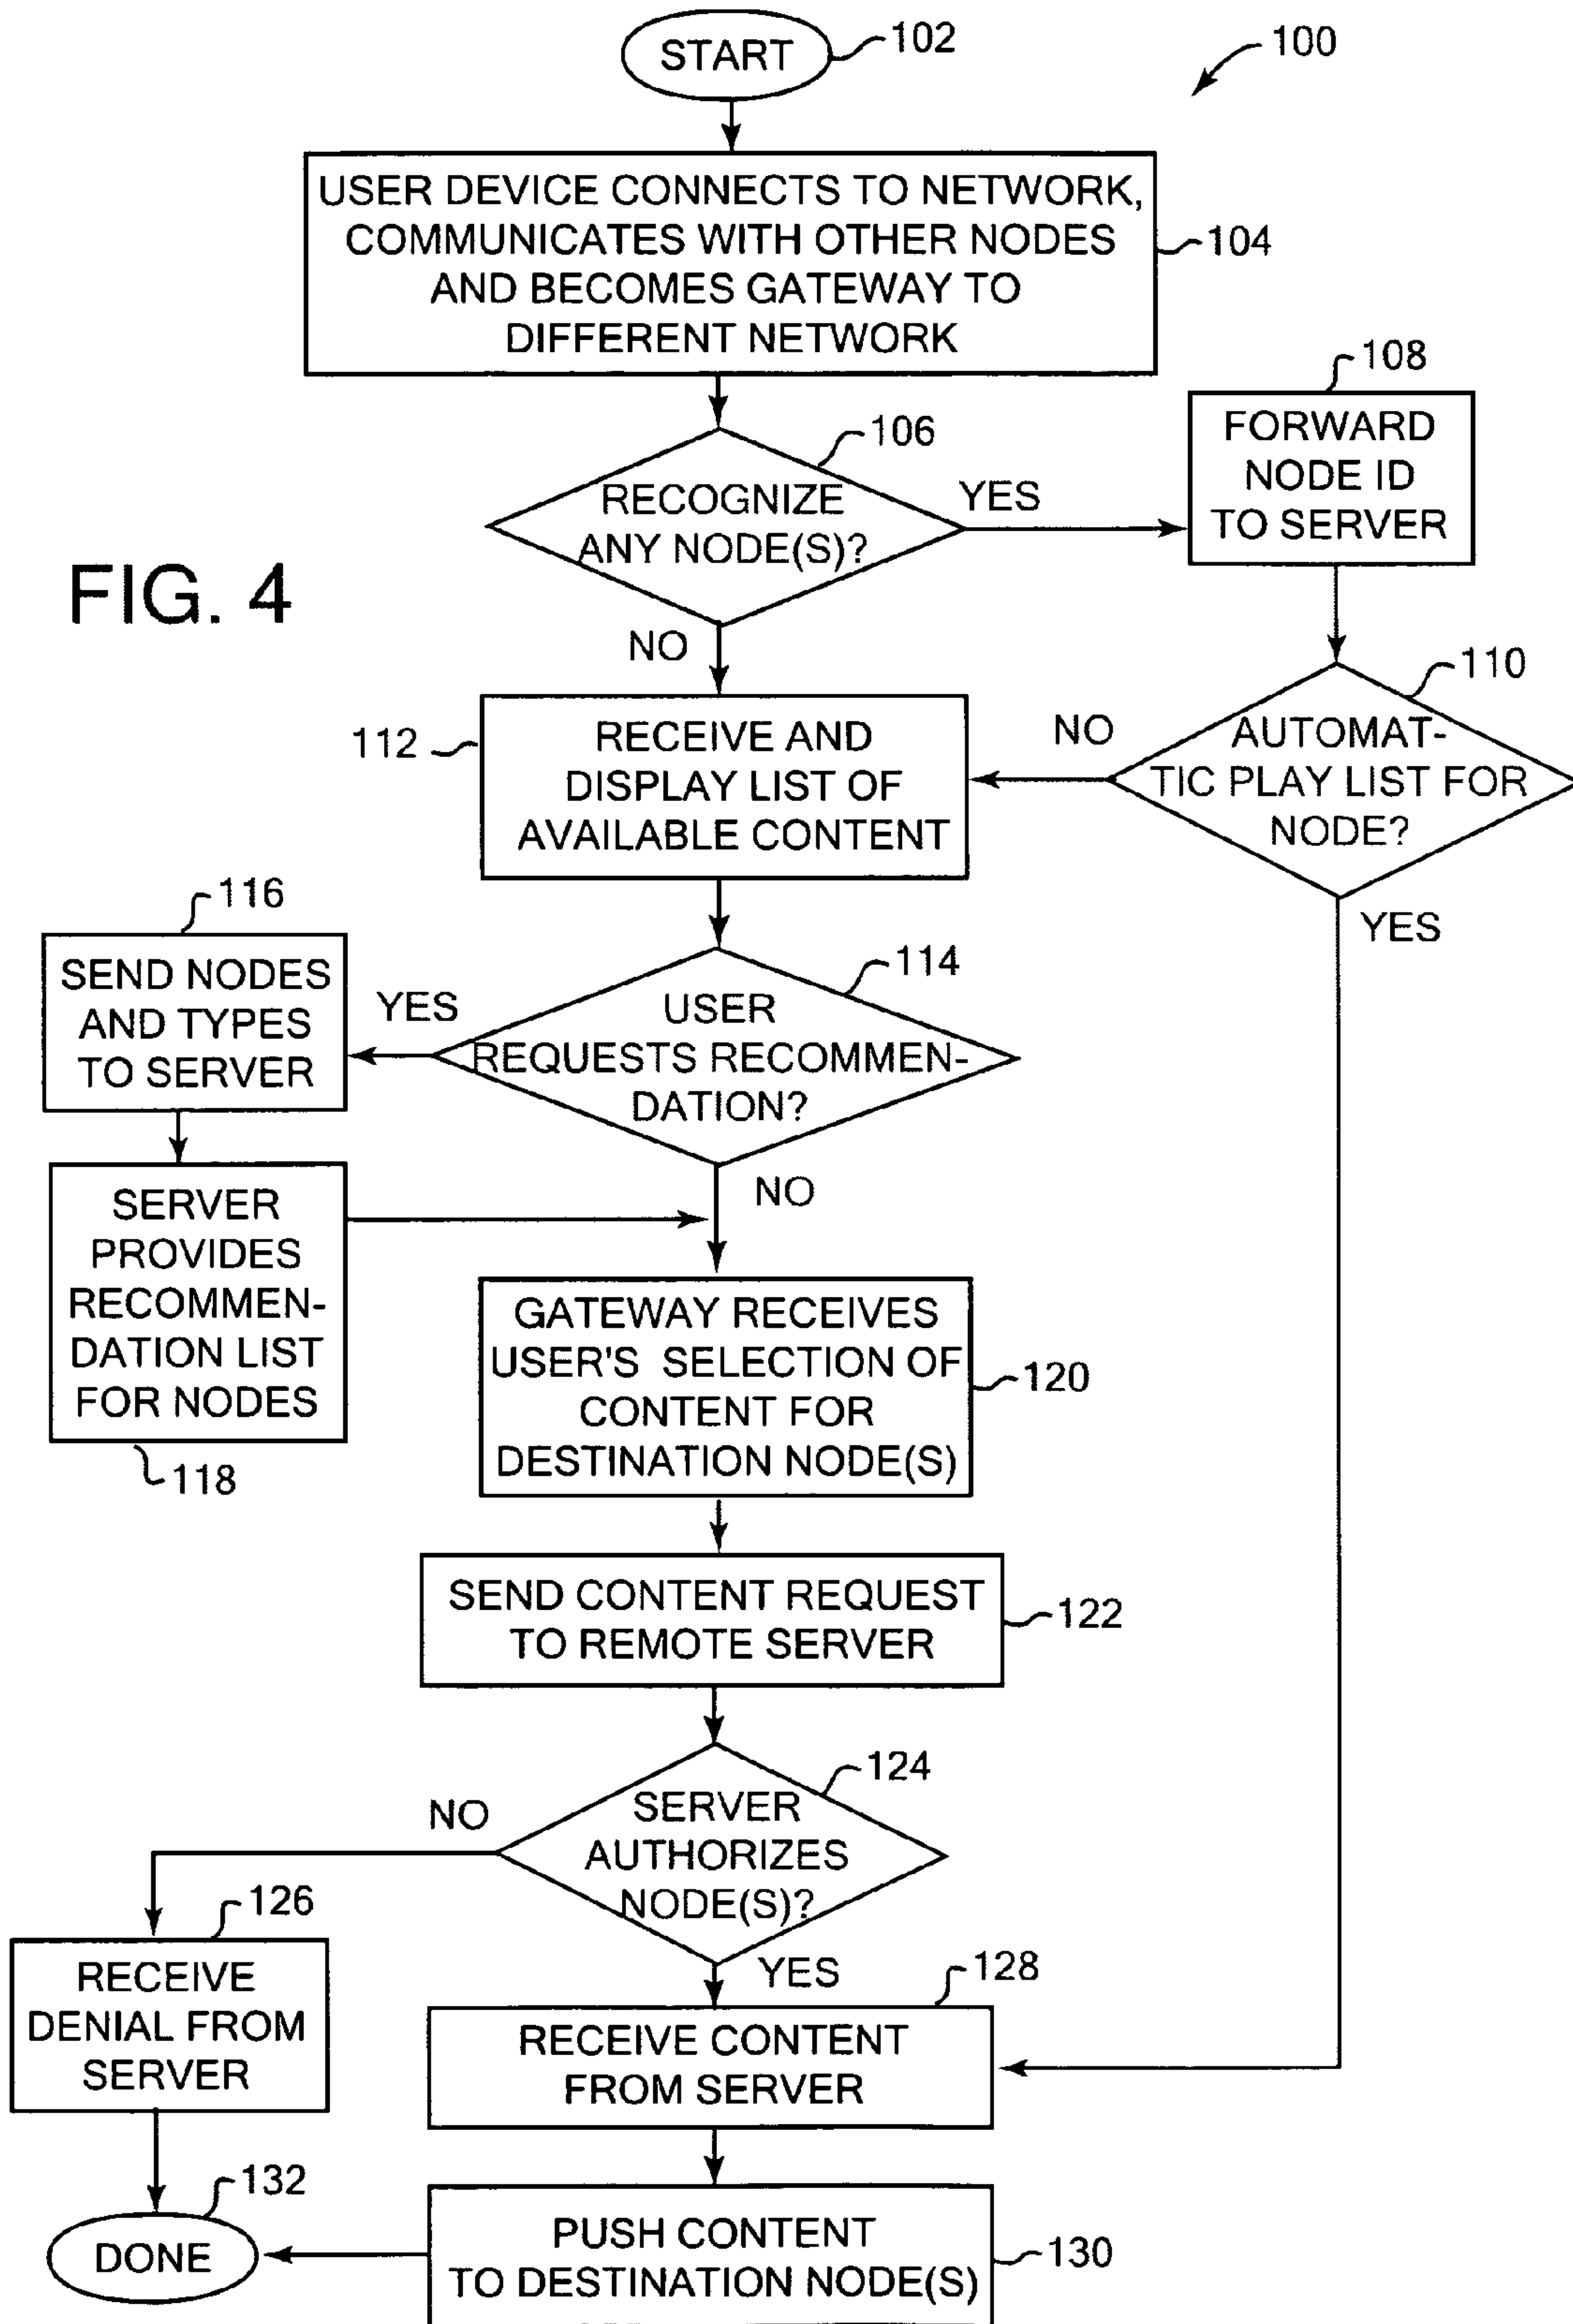 START
102
100
USER DEVICE CONNECTS TO NETWORK,
COMMUNICATES WITH OTHER NODES
AND BECOMES GATEWAY TO
DIFFERENT NETWORK
104
108
FORWARD
NODE ID
TO SERVER
106
RECOGNIZE
ANY NODE(S)?
YES
FIG. 4
NO
110
AUTOMAT-
TIC PLAY LIST FOR
NODE?
NO
YES
112
RECEIVE AND
DISPLAY LIST OF
AVAILABLE CONTENT
116
SEND NODES
AND TYPES
TO SERVER
YES
114
USER
REQUESTS RECOMMEN-
DATION?
NO
SERVER
PROVIDES
RECOMMEN-
DATION LIST
FOR NODES
118
GATEWAY RECEIVES
USER'S SELECTION OF
CONTENT FOR
DESTINATION NODE(S)
120
SEND CONTENT REQUEST
TO REMOTE SERVER
122
124
SERVER
AUTHORIZES
NODE(S)?
NO
YES
126
RECEIVE
DENIAL FROM
SERVER
128
RECEIVE CONTENT
FROM SERVER
132
DONE
PUSH CONTENT
TO DESTINATION NODE(S)
130